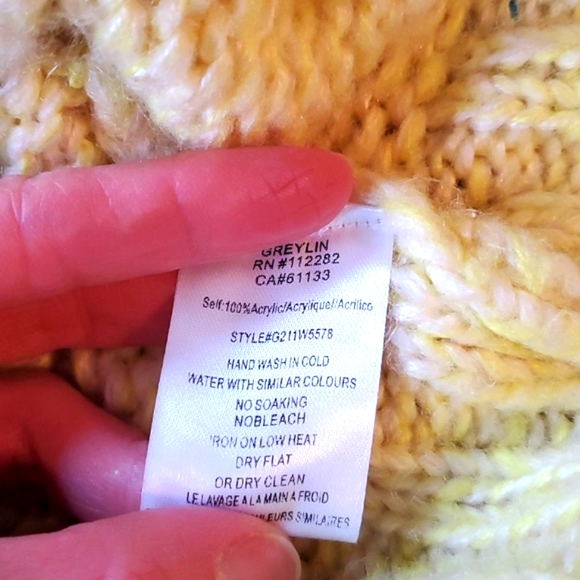 GREYLIN
RN #112282
CA#61133
Self:100%Acrylic/Acrylique//Acrilico
STYLE#G211W5578
HAND WASH IN COLD
WATER WITH SIMILAR COLOURS
NO SOAKING
NOBLEACH
IRON ON LOW HEAT
DRY FLAT
OR DRY CLEAN
LE LAVAGE A LA MAIN A FROID
SIMILAIRES